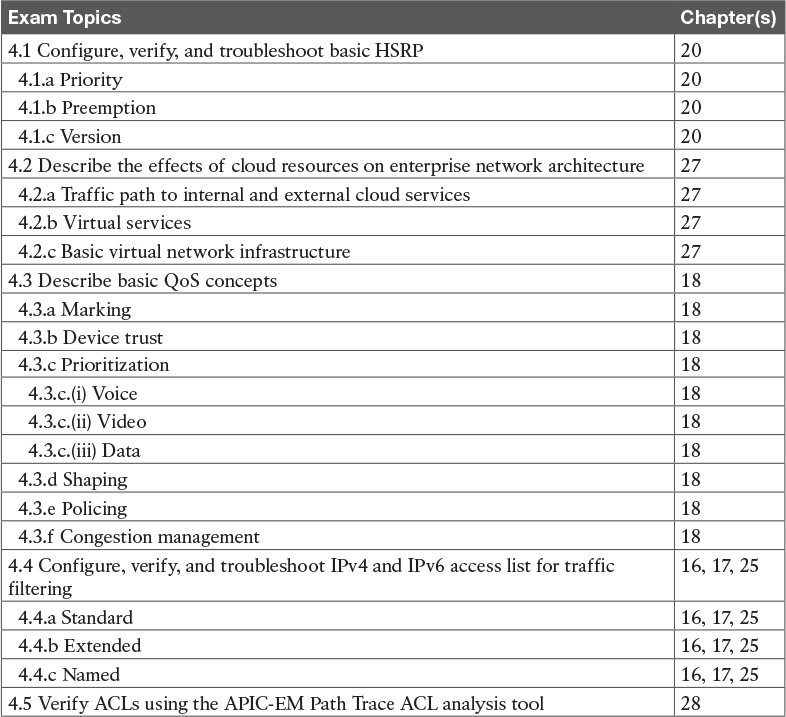 Exam Topics Chapter(s)
4.1 Configure, verify, and troubleshoot basic HSRP 20
4.1.a Priority 20
4.1.b Preemption 20
4.1.c Version 20
4.2 Describe the effects of cloud resources on enterprise network architecture 27
4.2.a Traffic path to internal and external cloud services 27
4.2.b Virtual services 27
4.2.c Basic virtual network infrastructure 27
4.3 Describe basic QoS concepts 18
4.3.a Marking 18
4.3.b Device trust 18
4.3.c Prioritization 18
4.3.c.(i) Voice 18
4.3.c.(ii) Video 18
4.3.c.(iii) Data 18
4.3.d Shaping 18
4.3.e Policing 18
4.3.f Congestion management 18
4.4 Configure, verify, and troubleshoot IPv4 and IPv6 access list for traffic 16, 17, 25
filtering
4.4.a Standard 16, 17, 25
4.4.b Extended 16, 17, 25
4.4.c Named 16, 17, 25
4.5 Verify ACLs using the APIC-EM Path Trace ACL analysis tool 28